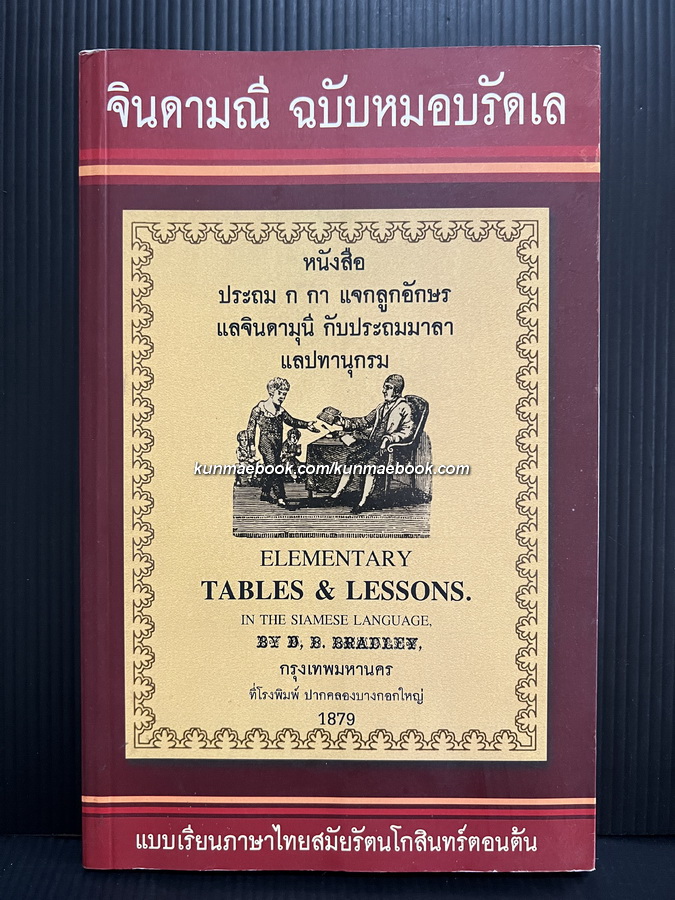 จินดามณี ฉบับหมอบรัดเล
หนังสือ
ประถม ก กา แจกลูกอักษร
แลจินดามุนี กับประถมมาลา
แลปทานุกรม
kunmaebook.com/kunmaebook.com
ELEMENTARY
TABLES & LESSONS.
IN THE SIAMESE LANGUAGE,
BY D, B. BRADLEY,
กรุงเทพมหานคร
ที่โรงพิมพ์ ปากคลองบางกอกใหญ่
1879
แบบเรียนภาษาไทยสมัยรัตนโกสินทร์ตอนต้น